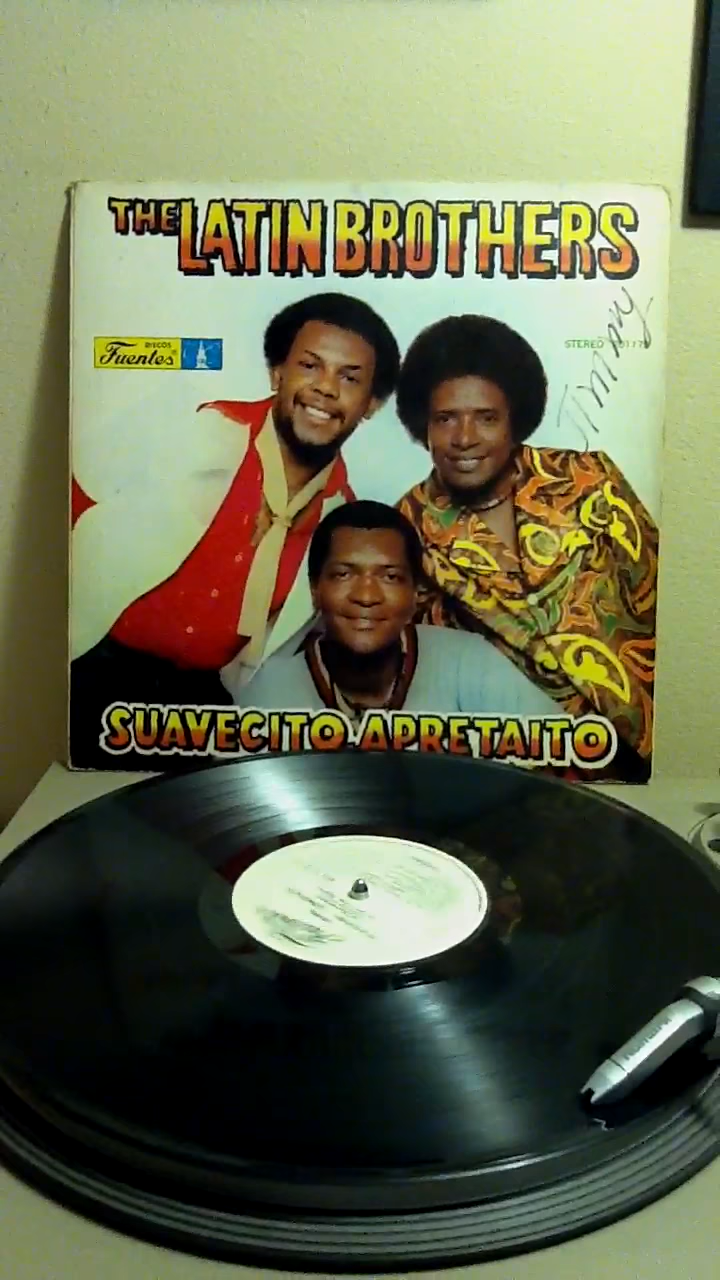 THE LATIN BROTHERS
DISCOS
Fuentes
STEREO
Jimmy
SUAVECITO APRETAITO